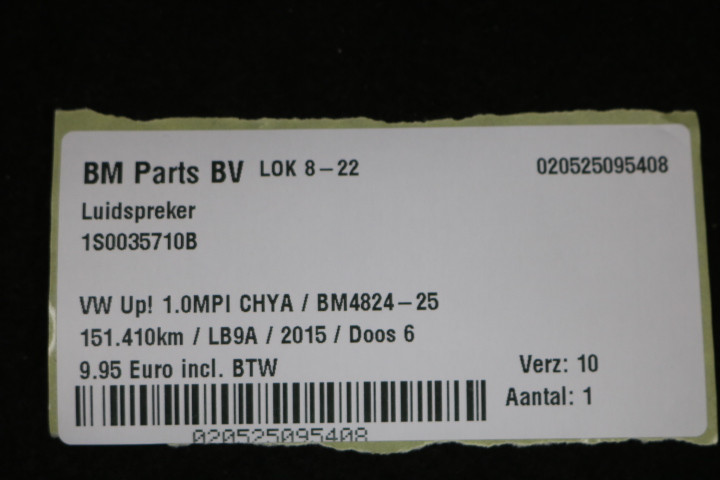 BM Parts BV LOK 8-22 020525095408
Luidspreker
1S0035710B
VW Up! 1.0MPI CHYA / BM4824-25
151.410km / LB9A / 2015 / Doos 6
9.95 Euro incl. BTW Verz: 10
Aantal: 1
020525095408